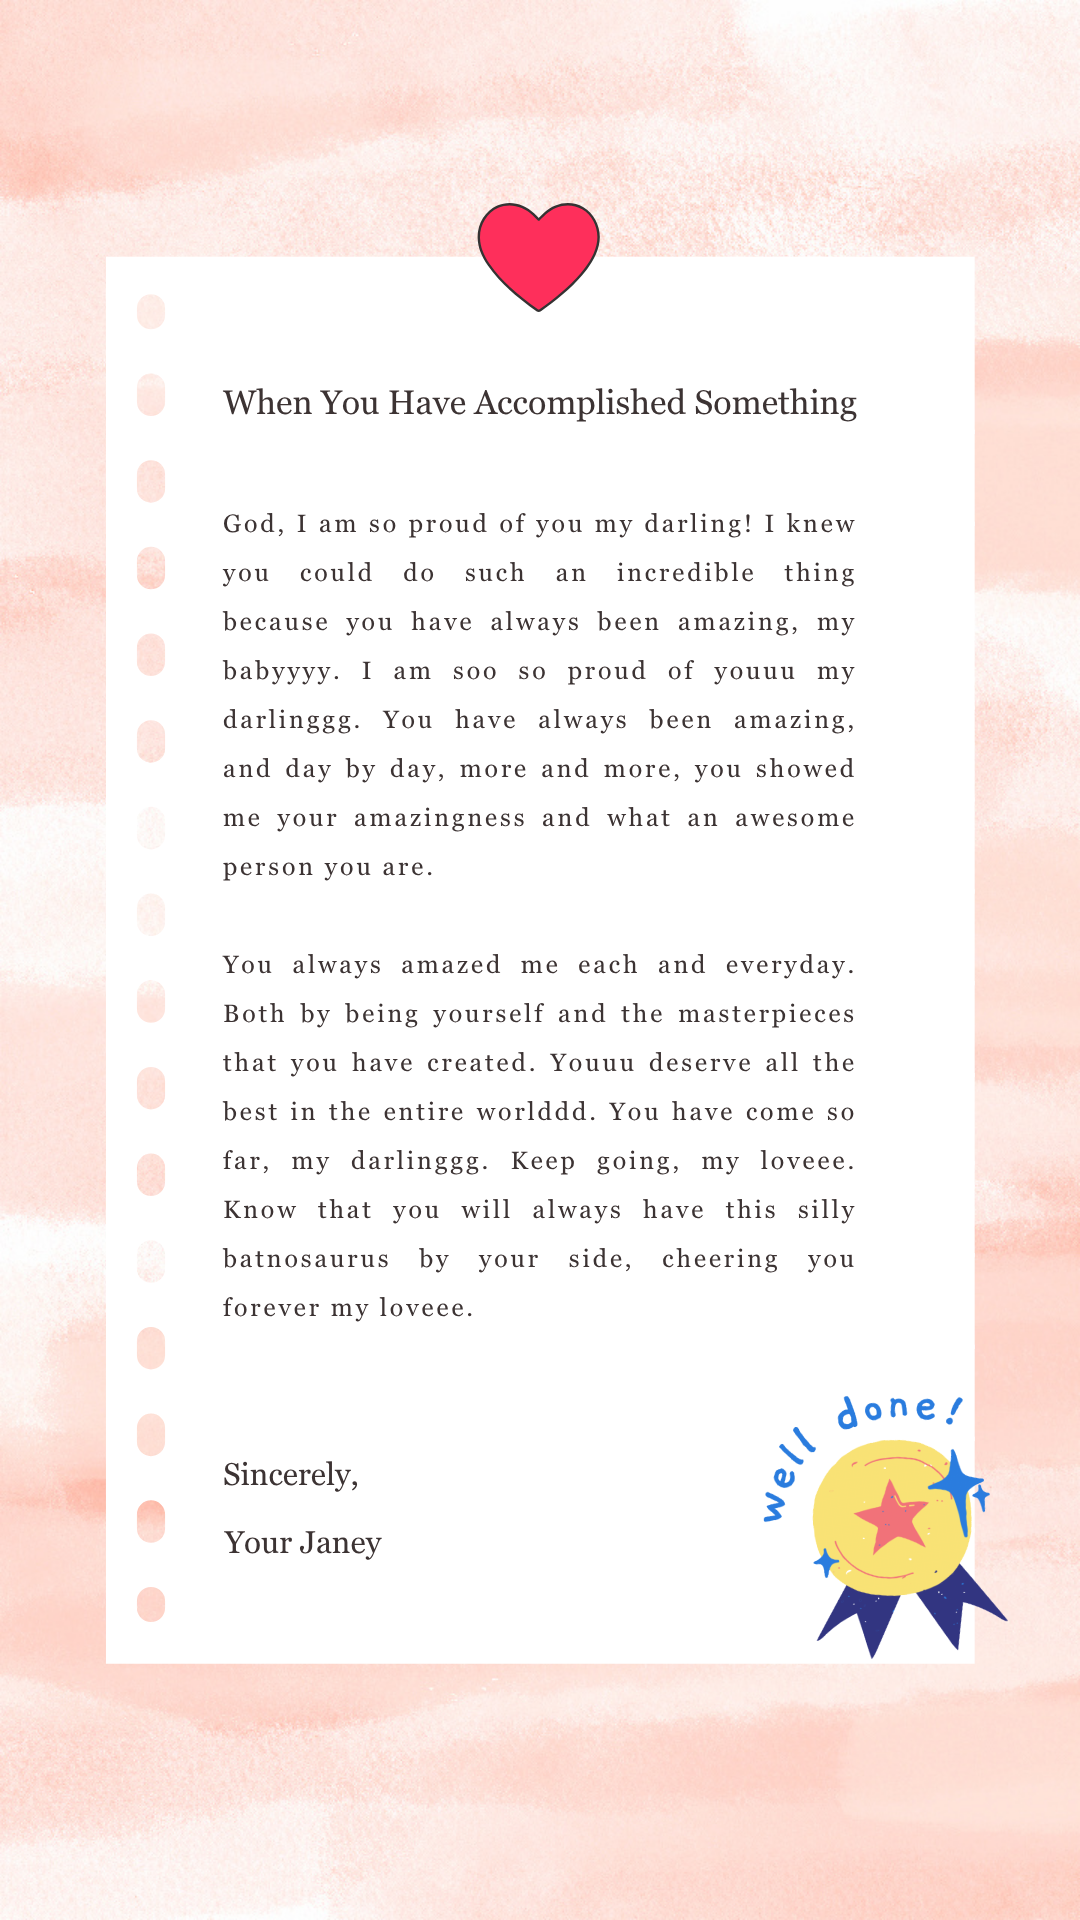 When You Have Accomplished Something
God, I am so proud of you my darling! I knew
you could do such an incredible thing
because you have always been amazing, my
babyyyy. I am soo so proud of youuu my
darlinggg. You have always been amazing,
and day by day, more and more, you showed
me your amazingness and what an awesome
person you are.
You always amazed me each and everyday.
Both by being yourself and the masterpieces
that you have created. Youuu deserve all the
best in the entire worlddd. You have come so
far, my darlinggg. Keep going, my loveee.
Know that you will always have this silly
batnosaurus by your side, cheering you
forever my loveee.
Sincerely,
Your Janey
well done!